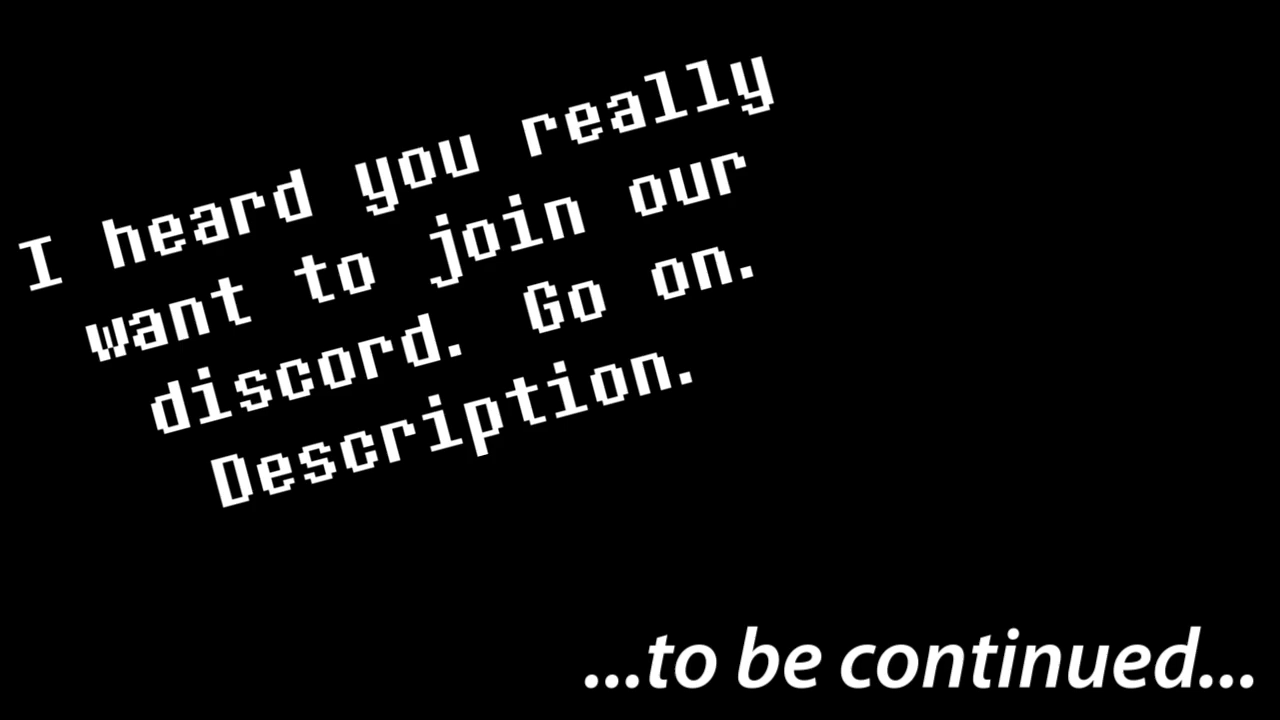 I heard you really
want to join our
discord. Go on.
Description.
...to be continued...